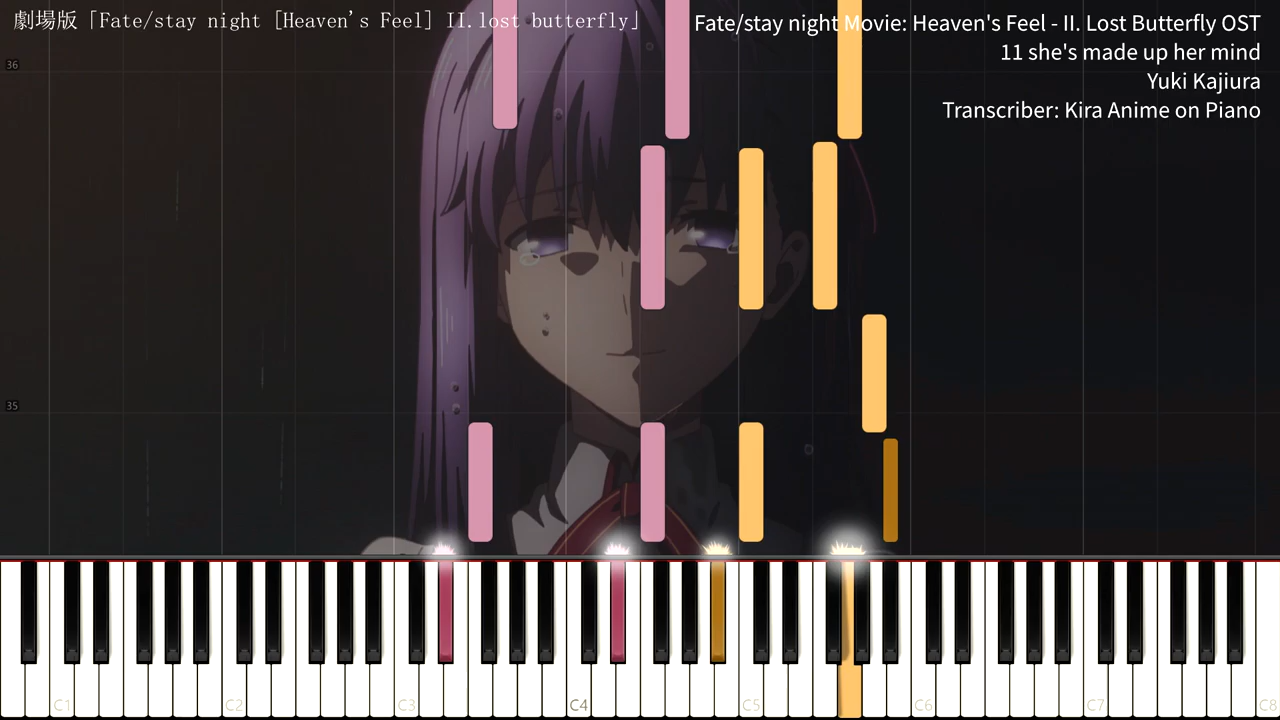 劇場版「Fate/stay night [Heaven's Feel] II.lost butterfly」
Fate/stay night Movie: Heaven's Feel - II. Lost Butterfly OST
11 she's made up her mind
Yuki Kajiura
Transcriber: Kira Anime on Piano
36
35
C1 C2 C3 C4 C5 C6 C7 C8